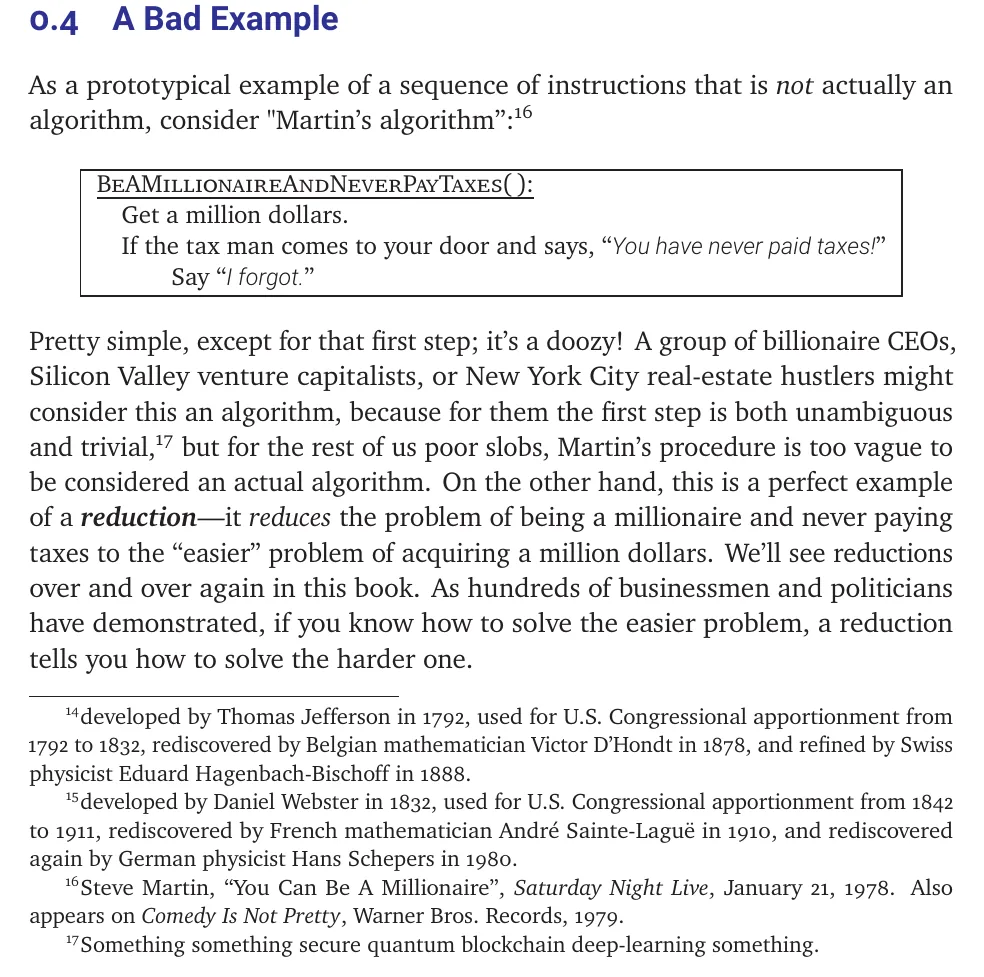 0.4 A Bad Example
As a prototypical example of a sequence of instructions that is not actually an
algorithm, consider "Martin’s algorithm”:¹⁶
BeAMillionaireAndNeverPayTaxes( ):
Get a million dollars.
If the tax man comes to your door and says, “You have never paid taxes!”
Say “I forgot.”
Pretty simple, except for that first step; it’s a doozy! A group of billionaire CEOs,
Silicon Valley venture capitalists, or New York City real-estate hustlers might
consider this an algorithm, because for them the first step is both unambiguous
and trivial,¹⁷ but for the rest of us poor slobs, Martin’s procedure is too vague to
be considered an actual algorithm. On the other hand, this is a perfect example
of a reduction—it reduces the problem of being a millionaire and never paying
taxes to the “easier” problem of acquiring a million dollars. We’ll see reductions
over and over again in this book. As hundreds of businessmen and politicians
have demonstrated, if you know how to solve the easier problem, a reduction
tells you how to solve the harder one.
¹⁴developed by Thomas Jefferson in 1792, used for U.S. Congressional apportionment from
1792 to 1832, rediscovered by Belgian mathematician Victor D’Hondt in 1878, and refined by Swiss
physicist Eduard Hagenbach-Bischoff in 1888.
¹⁵developed by Daniel Webster in 1832, used for U.S. Congressional apportionment from 1842
to 1911, rediscovered by French mathematician André Sainte-Laguë in 1910, and rediscovered
again by German physicist Hans Schepers in 1980.
¹⁶Steve Martin, “You Can Be A Millionaire”, Saturday Night Live, January 21, 1978. Also
appears on Comedy Is Not Pretty, Warner Bros. Records, 1979.
¹⁷Something something secure quantum blockchain deep-learning something.